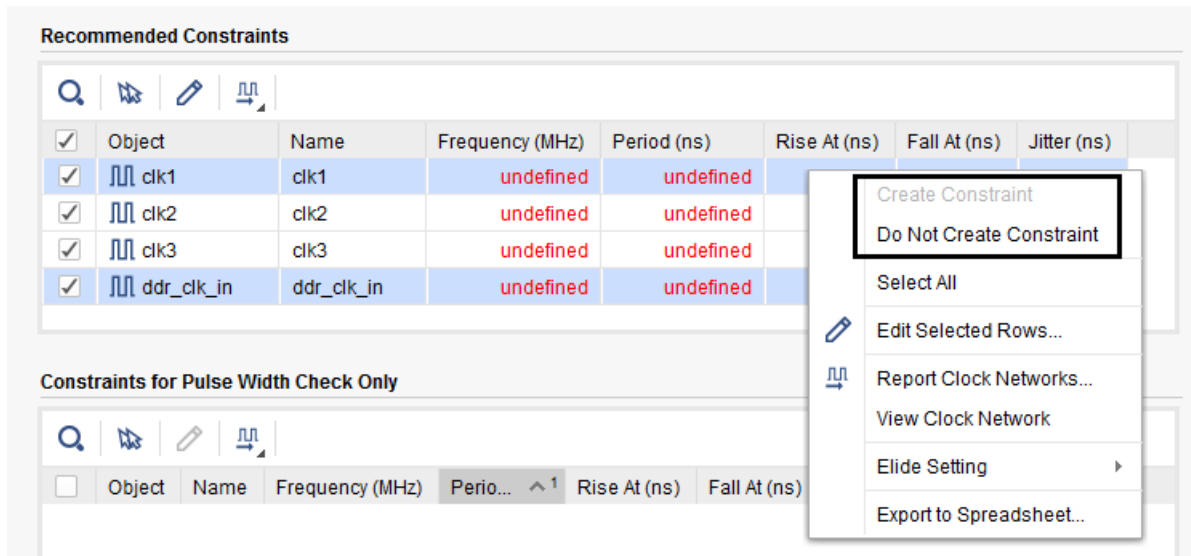 Recommended Constraints
Object Name Frequency (MHz) Period (ns) Rise At (ns) Fall At (ns) Jitter (ns)
clk1 clk1 undefined undefined
clk2 clk2 undefined undefined
clk3 clk3 undefined undefined
ddr_clk_in ddr_clk_in undefined undefined
Create Constraint
Do Not Create Constraint
Select All
Edit Selected Rows...
Report Clock Networks...
View Clock Network
Elide Setting
Export to Spreadsheet...
Constraints for Pulse Width Check Only
Object Name Frequency (MHz) Perio... 1 Rise At (ns) Fall At (ns)